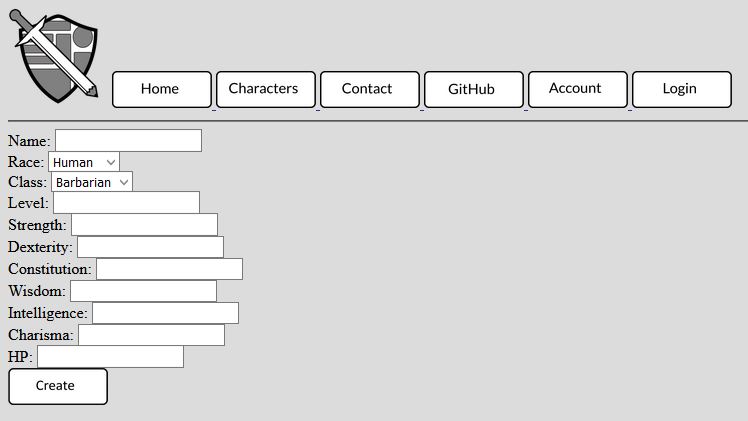 Home Characters Contact GitHub Account Login
Name:
Race: Human
Class: Barbarian
Level:
Strength:
Dexterity:
Constitution:
Wisdom:
Intelligence:
Charisma:
HP:
Create